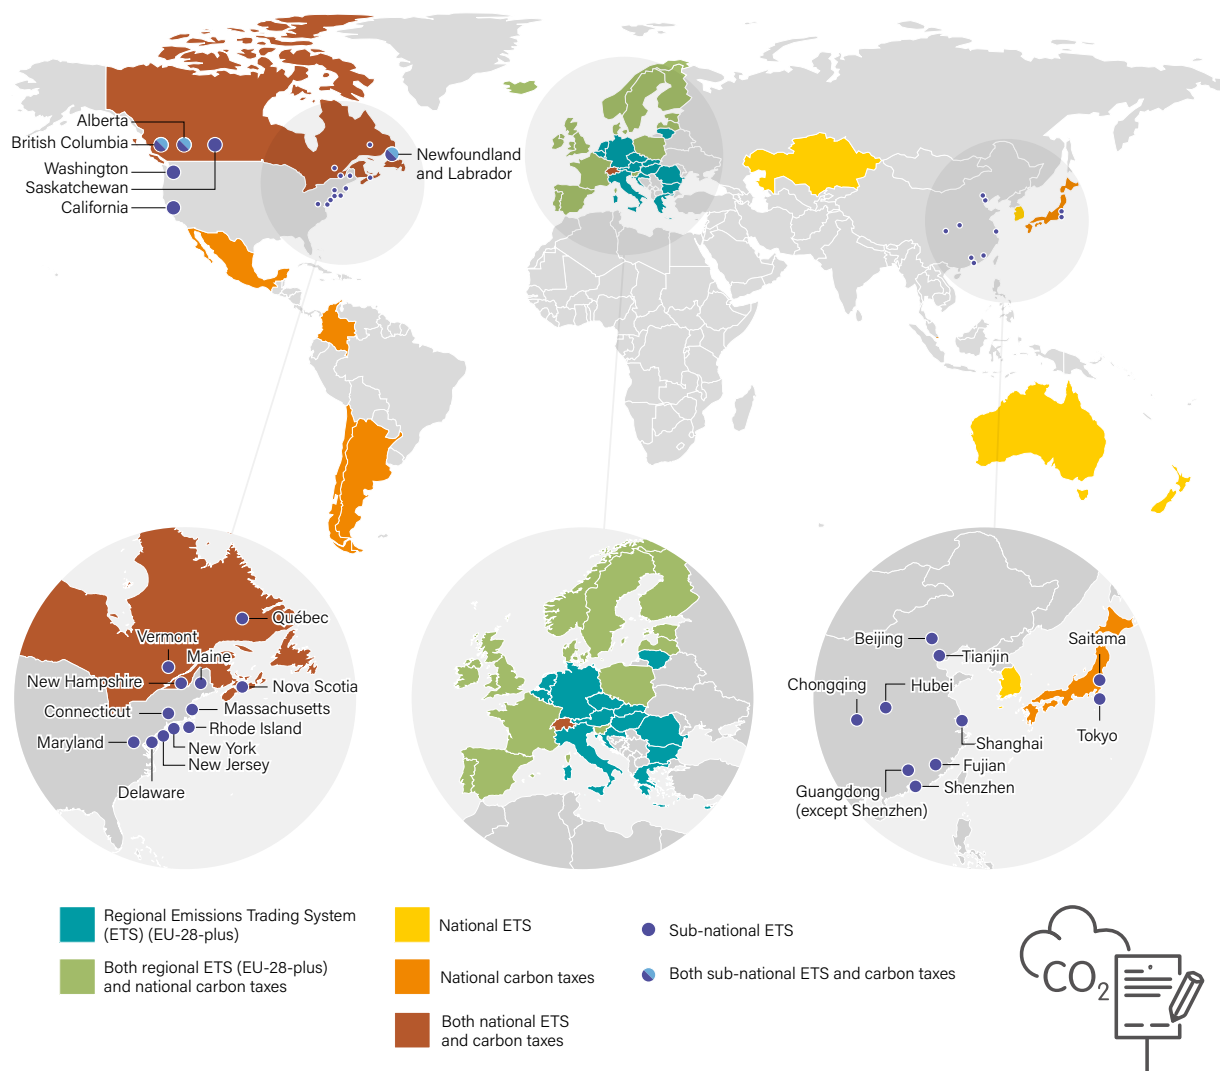 Alberta
British Columbia
Washington
Saskatchewan
California
Newfoundland
and Labrador
Québec
Vermont
Maine
New Hampshire
Nova Scotia
Connecticut
Massachusetts
Rhode Island
Maryland
New York
New Jersey
Delaware
Beijing
Saitama
Tianjin
Chongqing
Hubei
Tokyo
Shanghai
Fujian
Guangdong
(except Shenzhen)
Shenzhen
Regional Emissions Trading System
(ETS) (EU-28-plus)
Both regional ETS (EU-28-plus)
and national carbon taxes
National ETS
National carbon taxes
Both national ETS
and carbon taxes
Sub-national ETS
Both sub-national ETS and carbon taxes
CO2